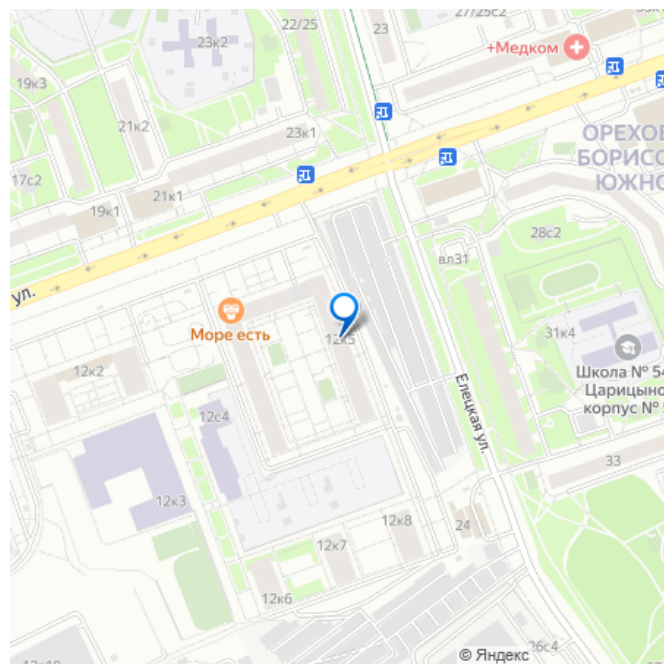 27/25с2
22/25
23
23к2
+Медком
19к3
21к2
23к1
ОРЕХОВ
БОРИСО
ЮЖНО
17с2
19к1
21к1
28с2
вл31
ул.
Море есть
12к5
31к4
12к2
Школа № 54
Царицыно
корпус №
12с4
Елецкая ул.
33
12к3
12к7
12к8
24
12к6
© Яндекс
26с4